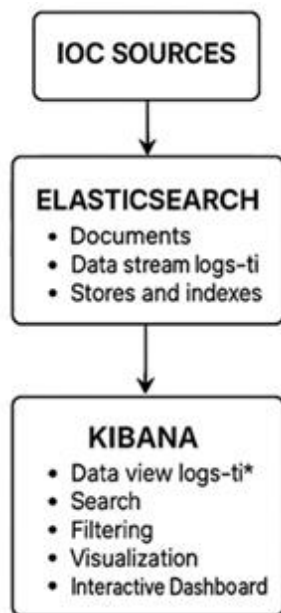 IOC SOURCES
ELASTICSEARCH
• Documents
• Data stream logs-ti
• Stores and indexes
KIBANA
• Data view logs-ti*
• Search
• Filtering
• Visualization
• Interactive Dashboard